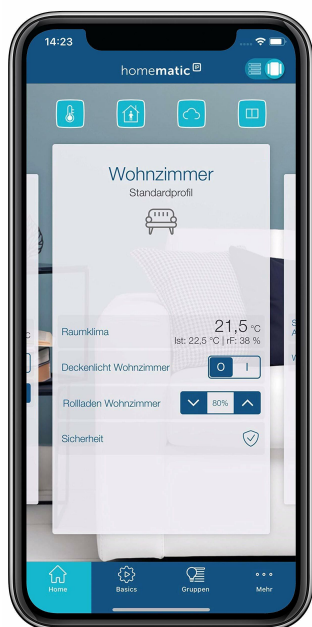 14:23
homematic IP
Wohnzimmer
Standardprofil
Raumklima
21,5 °C
Ist: 22,5 °C | rF: 38 %
Deckenlicht Wohnzimmer
O I
Rollladen Wohnzimmer
80%
Sicherheit
Home
Basics
Gruppen
Mehr